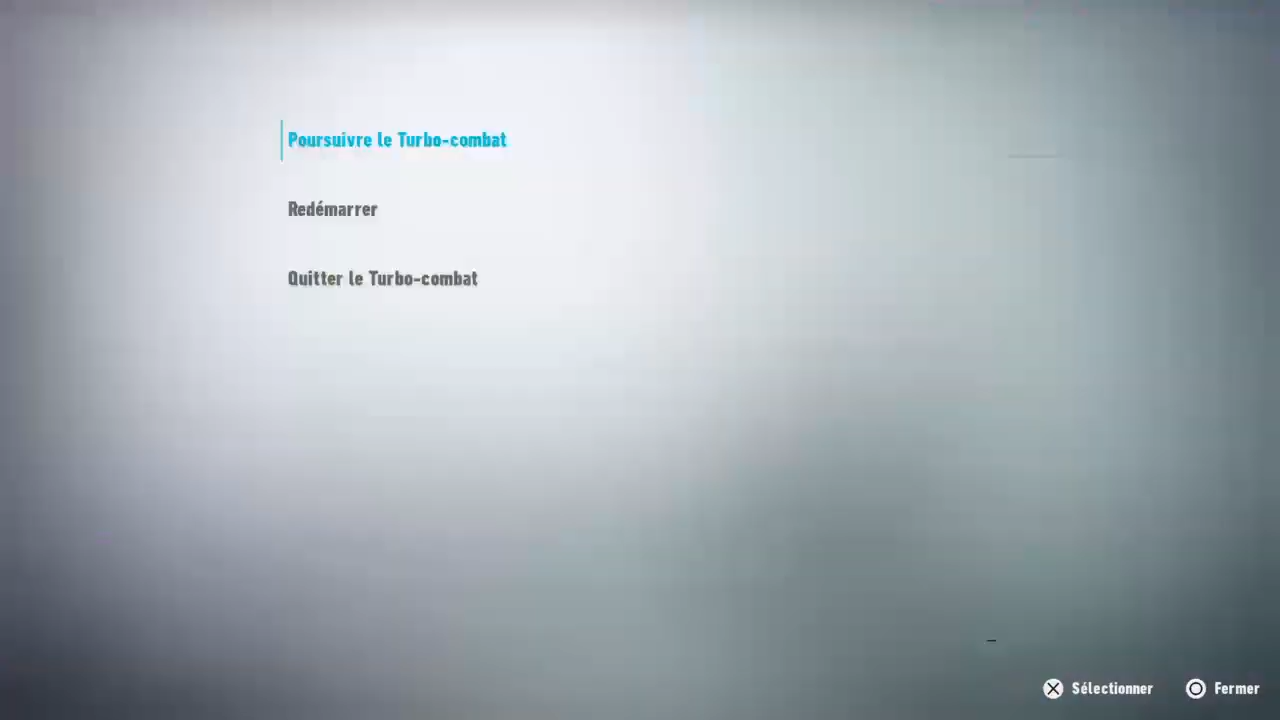 Poursuivre le Turbo-combat
Redémarrer
Quitter le Turbo-combat
Sélectionner
Fermer